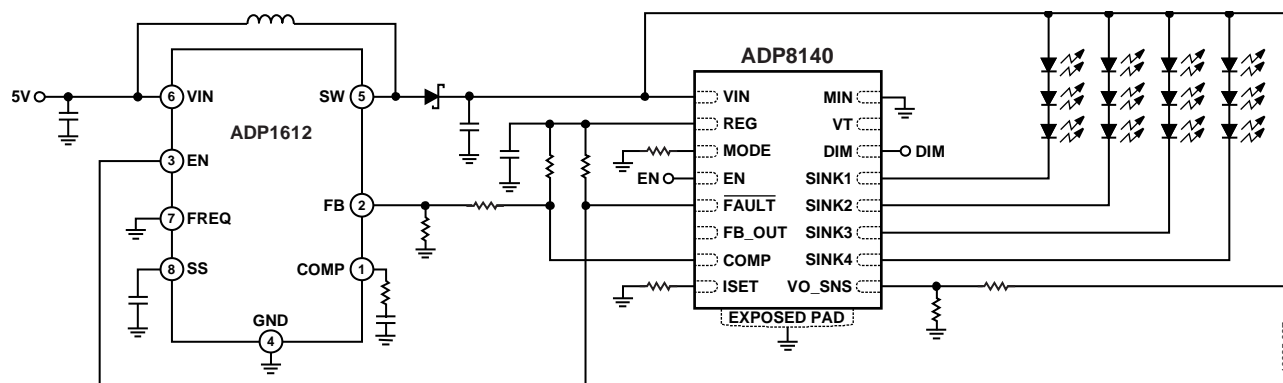 5V
VIN
6
ADP1612
SW
5
EN
3
FB
2
FREQ
7
SS
8
COMP
1
GND
4
ADP8140
VIN
REG
MODE
EN
EN
FAULT
FB_OUT
COMP
ISET
MIN
VT
DIM
DIM
SINK1
SINK2
SINK3
SINK4
VO_SNS
EXPOSED PAD